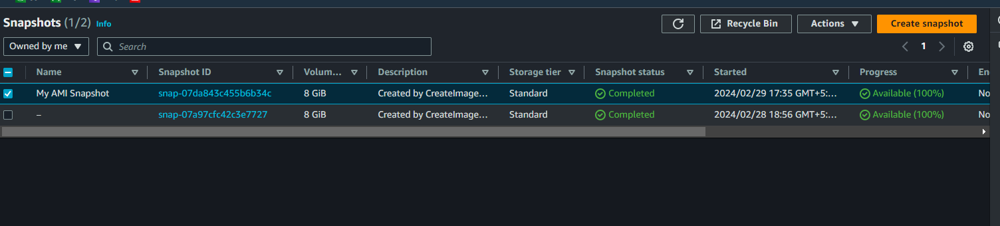 Snapshots (1/2) Info Recycle Bin Actions Create snapshot
Owned by me Search 1
Name Snapshot ID Volum... Description Storage tier Snapshot status Started Progress
My AMI Snapshot snap-07da843c455b6b34c 8 GiB Created by CreateImage... Standard Completed 2024/02/29 17:35 GMT+5:... Available (100%) No
– snap-07a97cfc42c3e7727 8 GiB Created by CreateImage... Standard Completed 2024/02/28 18:56 GMT+5:... Available (100%) No